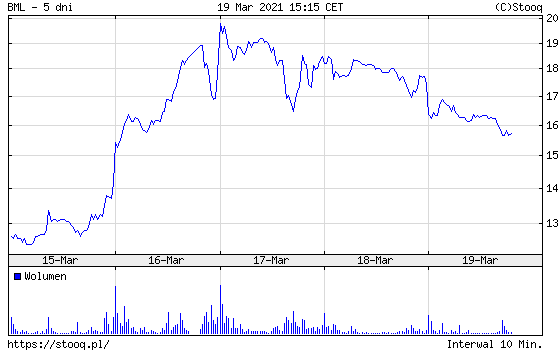 BML - 5 dni 19 Mar 2021 15:15 CET (C)Stooq
20
19
18
17
16
15
14
13
15-Mar 16-Mar 17-Mar 18-Mar 19-Mar
Wolumen
https://stooq.pl/ Interwal 10 Min.